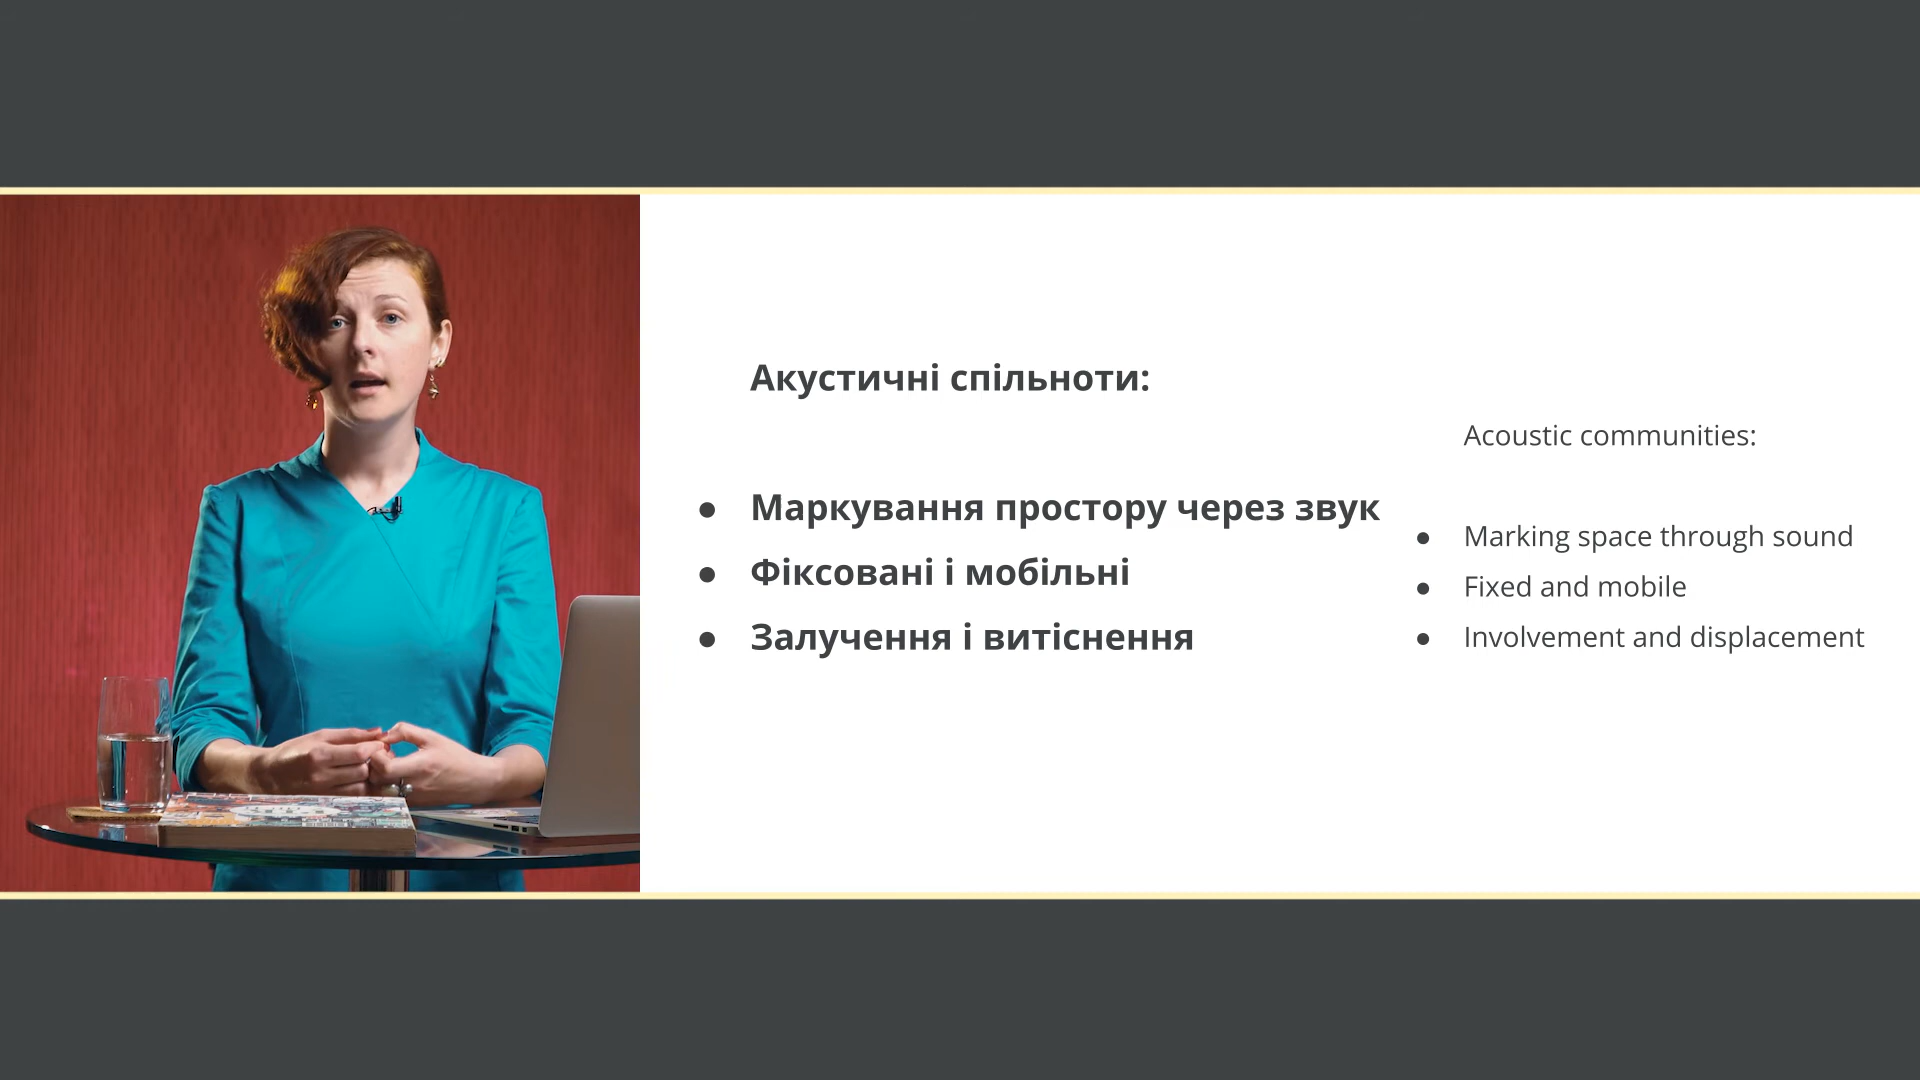 Акустичні спільноти:
● Маркування простору через звук
● Фіксовані і мобільні
● Залучення і витіснення
Acoustic communities:
● Marking space through sound
● Fixed and mobile
● Involvement and displacement